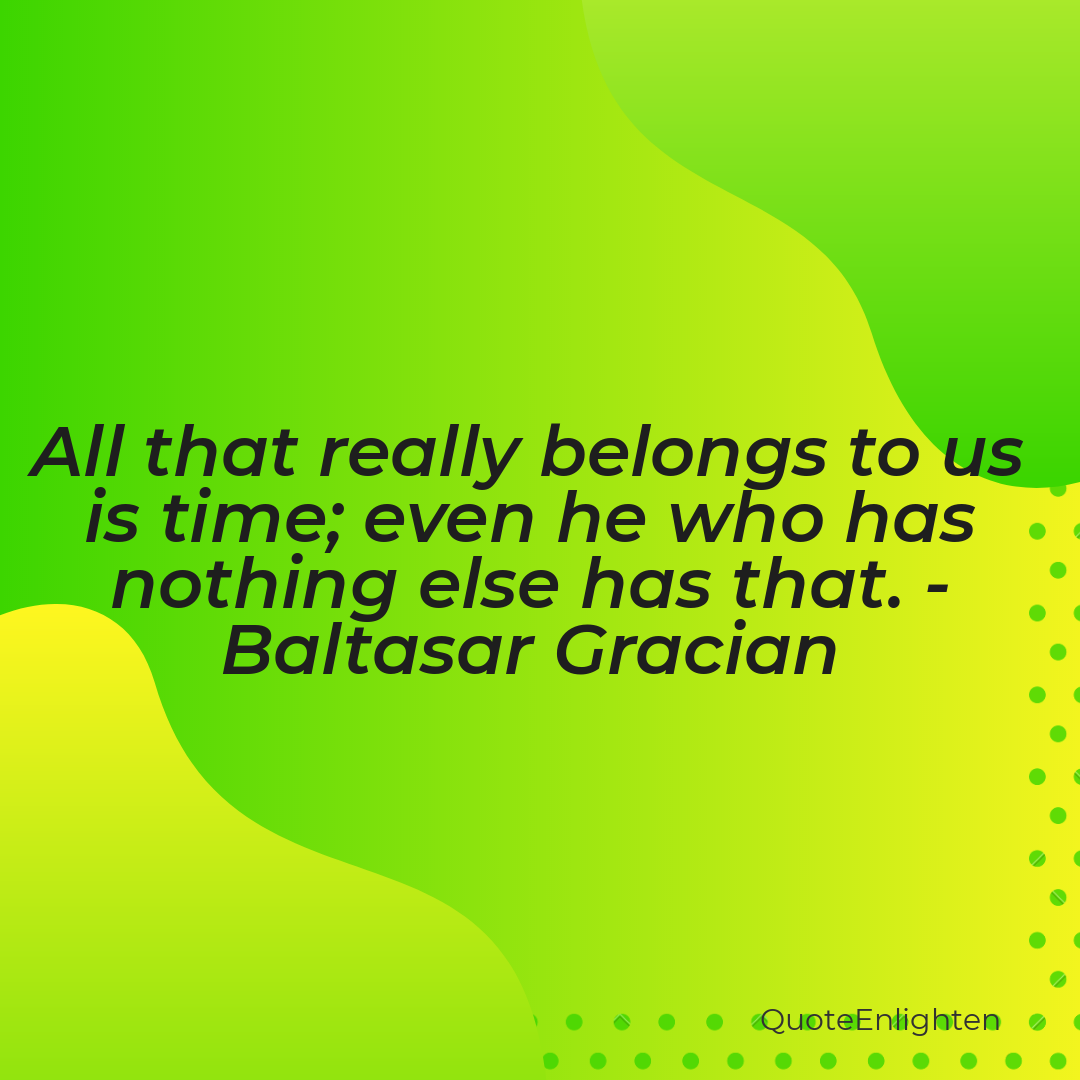 All that really belongs to us
is time; even he who has
nothing else has that. -
Baltasar Gracian
QuoteEnlighten